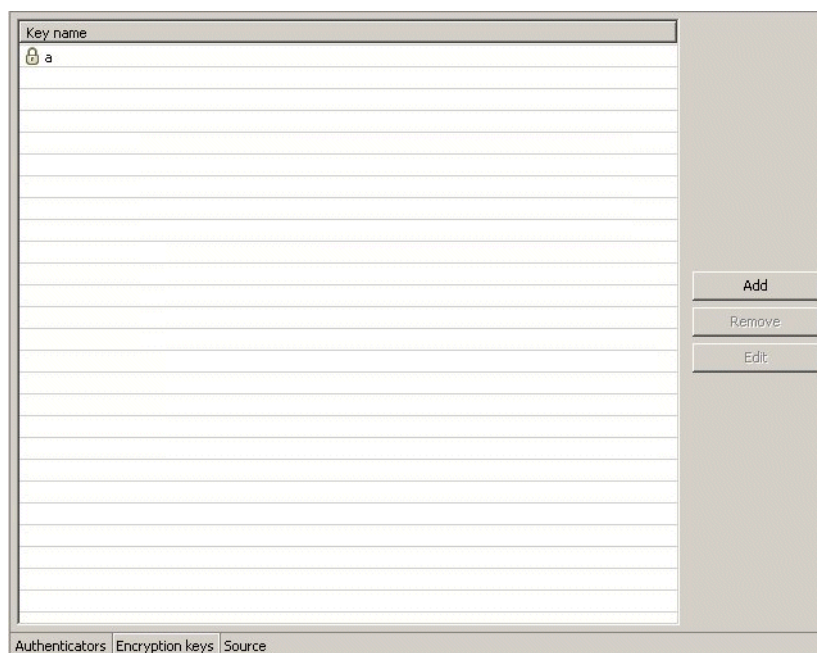 Key name
a
Add
Remove
Edit
Authenticators Encryption keys Source